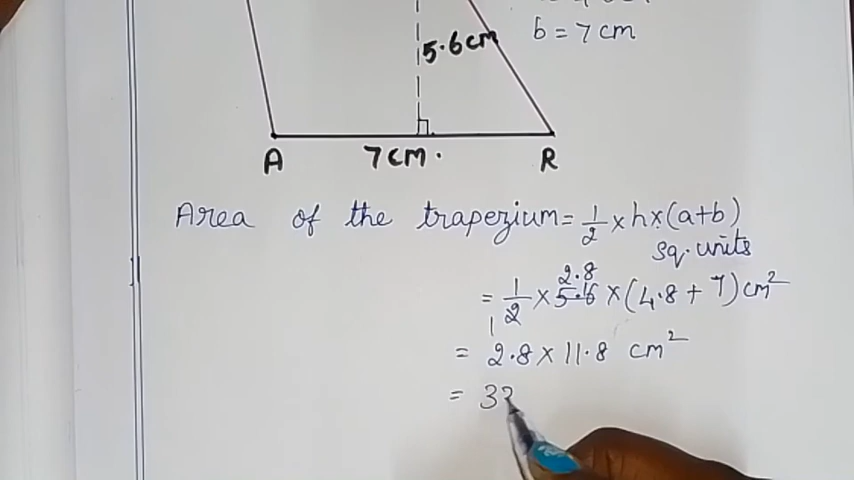 5.6cm
b = 7 cm
A
7cm.
R
Area of the trapezium = 1/2 × h × (a+b)
sq. units
2.8
= 1/2 × 5.6 × (4.8 + 7) cm²
1
= 2.8 × 11.8 cm²
= 33